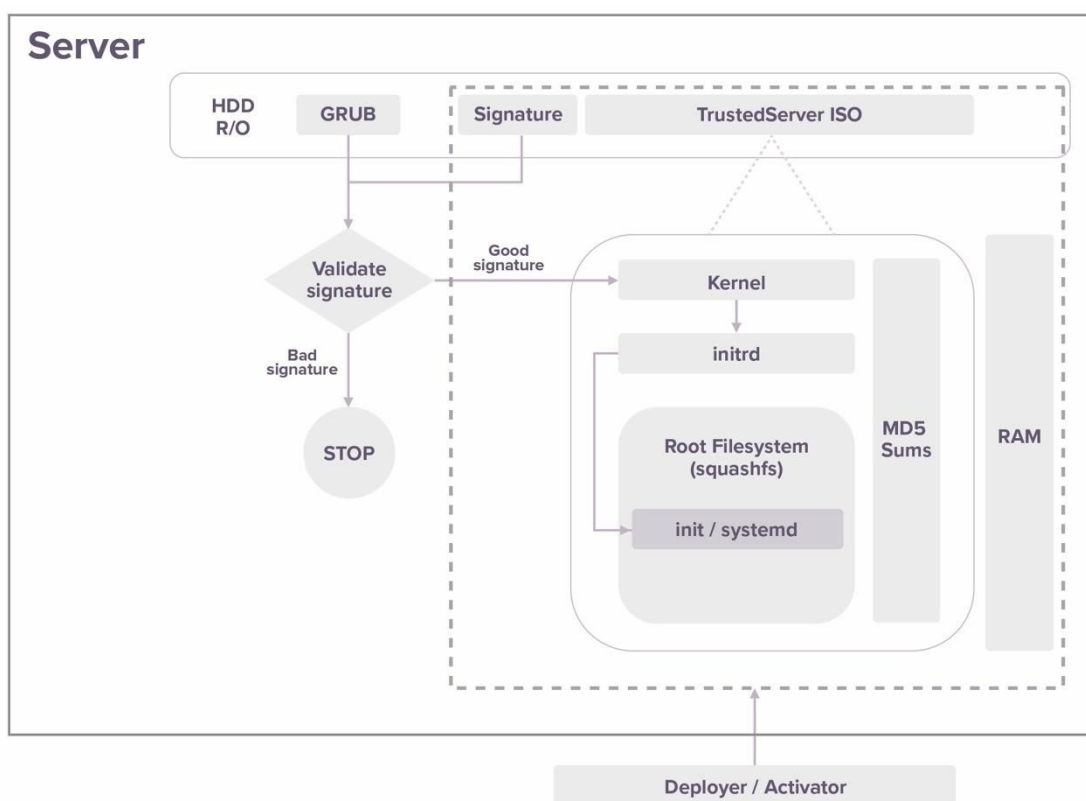 Server
HDD
R/O
GRUB
Signature
TrustedServer ISO
Validate
signature
Good
signature
Bad
signature
STOP
Kernel
initrd
Root Filesystem
(squashfs)
init / systemd
MD5
Sums
RAM
Deployer / Activator